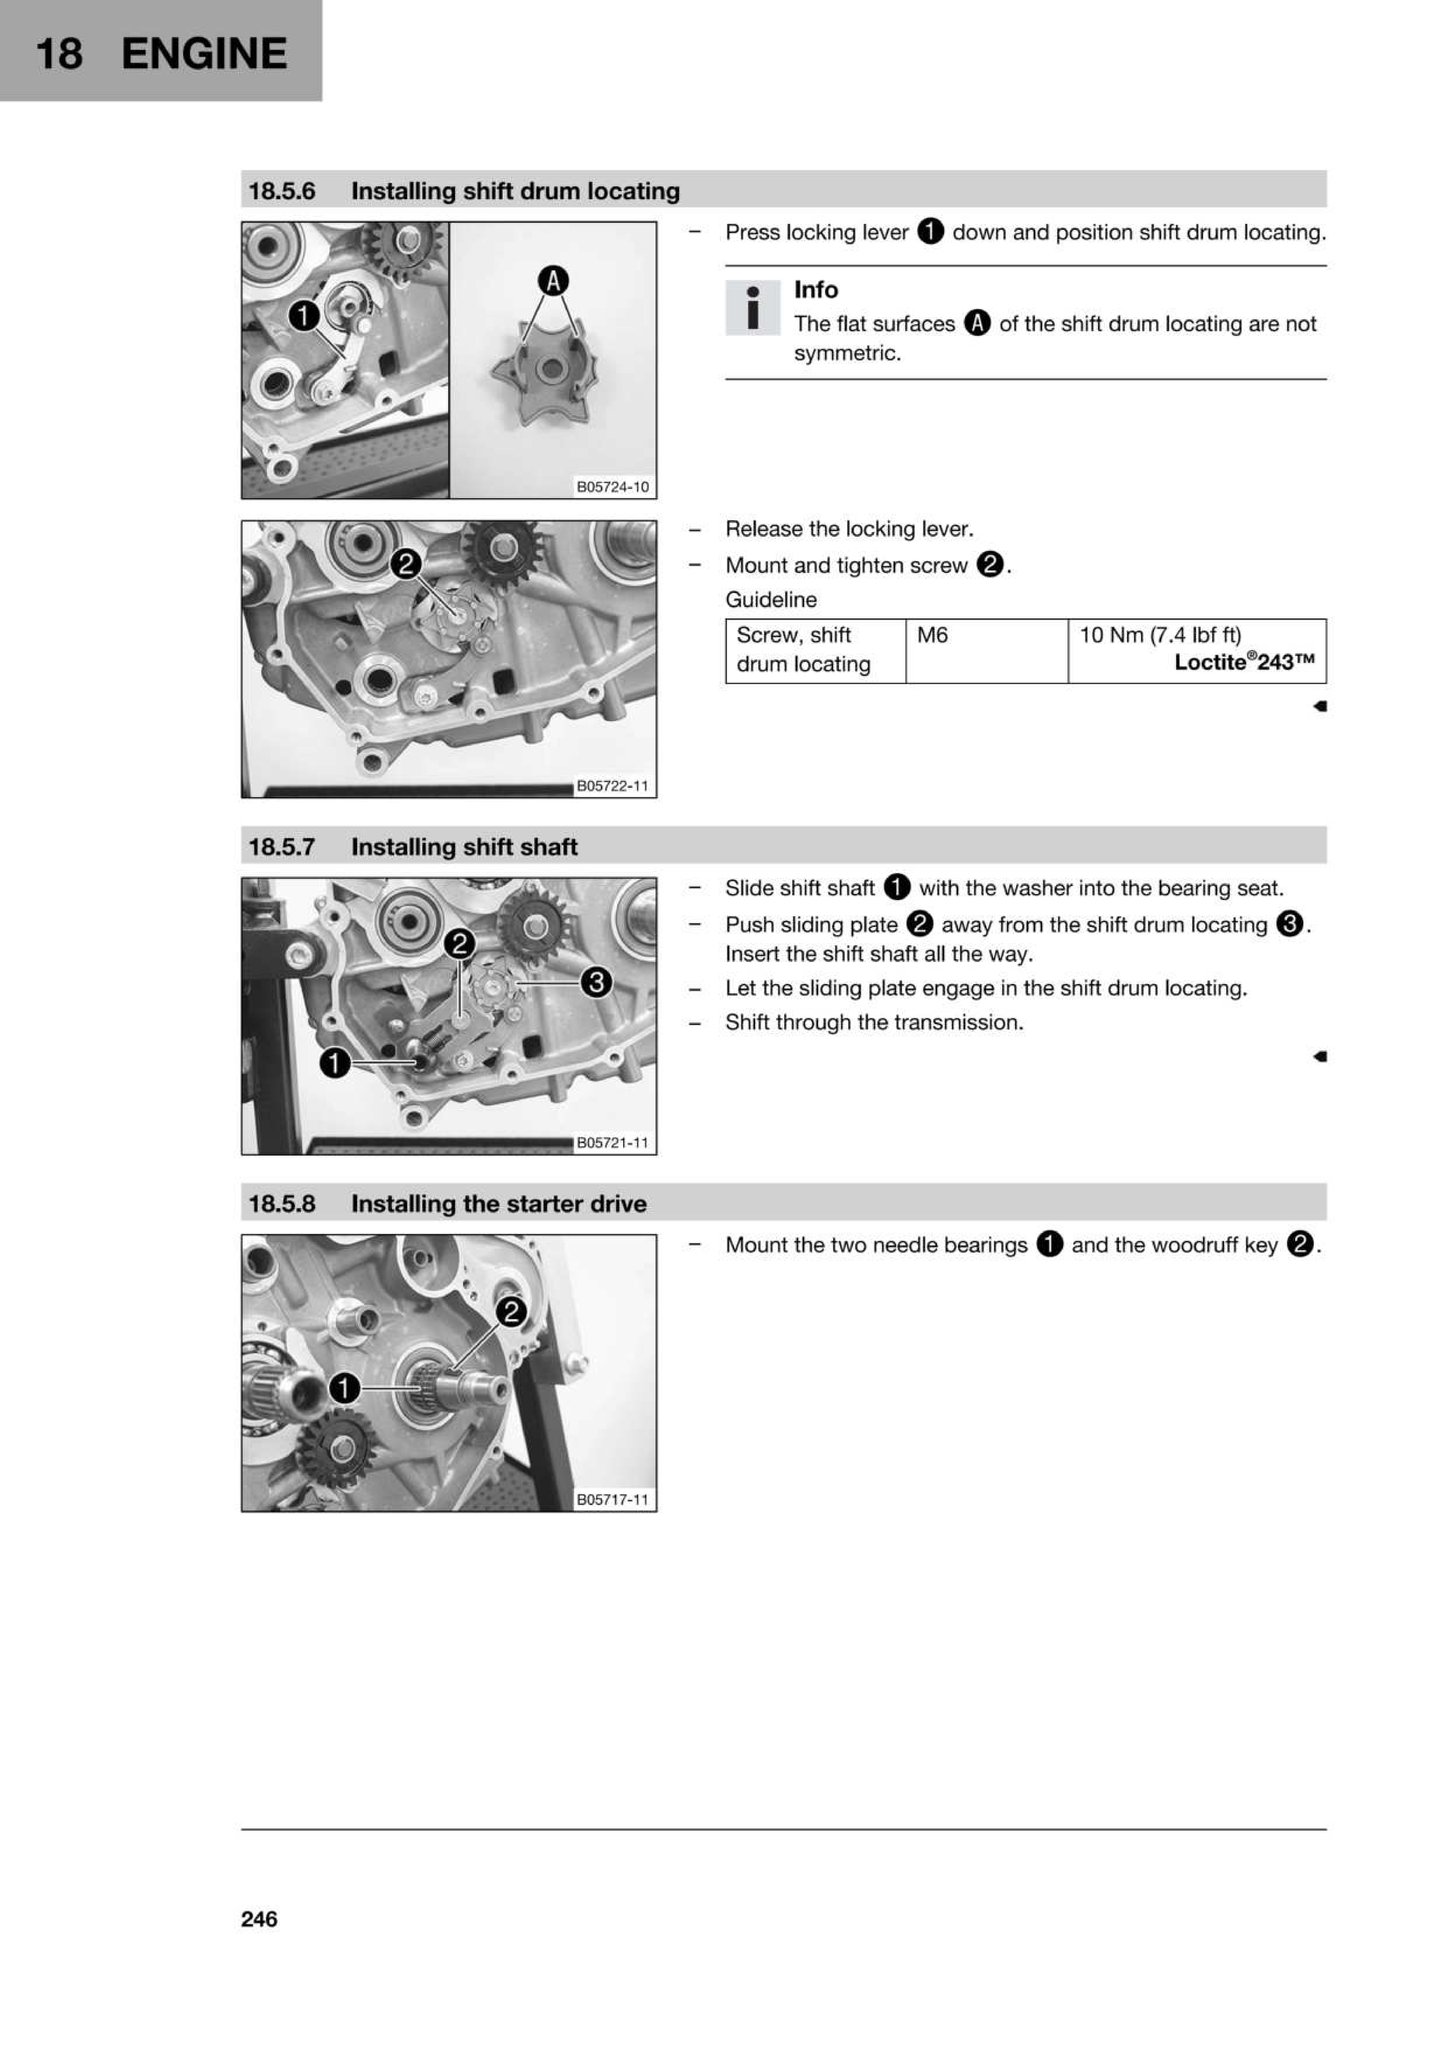 18 ENGINE
18.5.6 Installing shift drum locating
1
A
B05724-10
– Press locking lever 1 down and position shift drum locating.
i Info
The flat surfaces A of the shift drum locating are not
symmetric.
2
B05722-11
– Release the locking lever.
– Mount and tighten screw 2.
Guideline
Screw, shift
drum locating
M6
10 Nm (7.4 lbf ft)
Loctite®243™
18.5.7 Installing shift shaft
2
3
1
B05721-11
– Slide shift shaft 1 with the washer into the bearing seat.
– Push sliding plate 2 away from the shift drum locating 3.
Insert the shift shaft all the way.
– Let the sliding plate engage in the shift drum locating.
– Shift through the transmission.
18.5.8 Installing the starter drive
2
1
B05717-11
– Mount the two needle bearings 1 and the woodruff key 2.
246